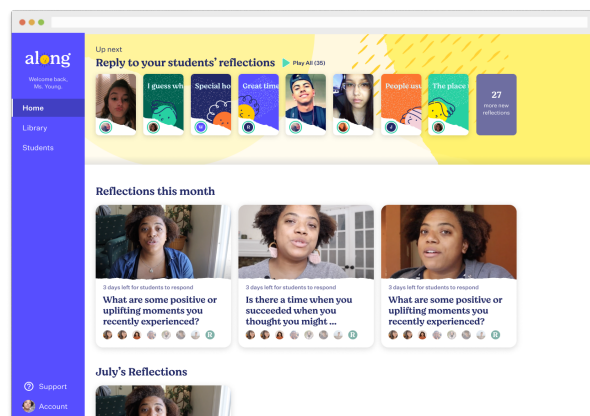 along
Welcome back,
Ms. Young.
Home
Library
Students
Support
Account
Up next
Reply to your students' reflections
Play All (35)
I guess wh
Special ho
Great time
People usu
The place
27
more new
reflections
Reflections this month
3 days left for students to respond
What are some positive or
uplifting moments you
recently experienced?
3 days left for students to respond
Is there a time when you
succeeded when you
thought you might ...
3 days left for students to respond
What are some positive or
uplifting moments you
recently experienced?
July's Reflections